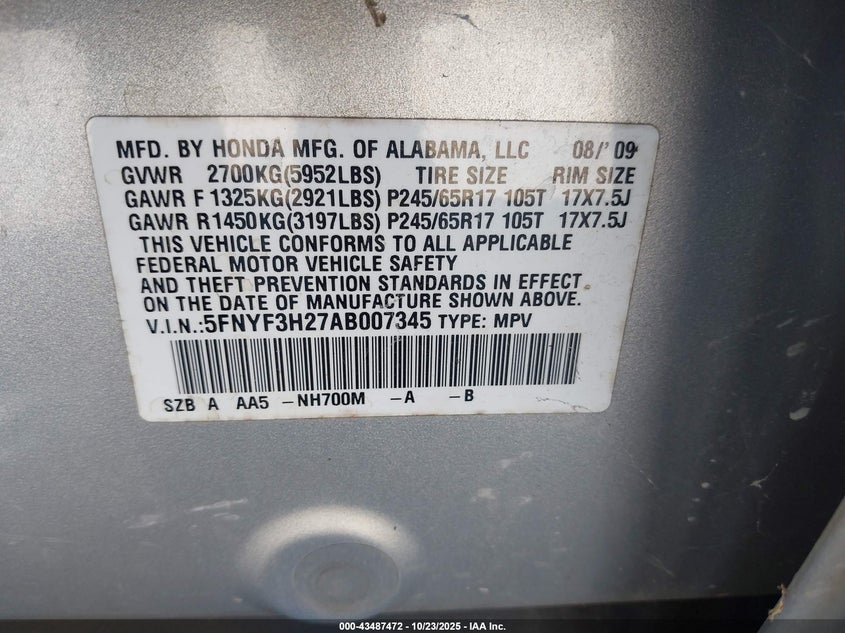 MFD. BY HONDA MFG. OF ALABAMA, LLC 08/'09
GVWR 2700KG(5952LBS) TIRE SIZE RIM SIZE
GAWR F 1325KG(2921LBS) P245/65R17 105T 17X7.5J
GAWR R1450KG(3197LBS) P245/65R17 105T 17X7.5J
THIS VEHICLE CONFORMS TO ALL APPLICABLE
FEDERAL MOTOR VEHICLE SAFETY
AND THEFT PREVENTION STANDARDS IN EFFECT
ON THE DATE OF MANUFACTURE SHOWN ABOVE.
V.I.N.:5FNYF3H27AB007345 TYPE: MPV
SZB A AA5 -NH700M -A -B
000-43487472 - 10/23/2025 - IAA Inc.